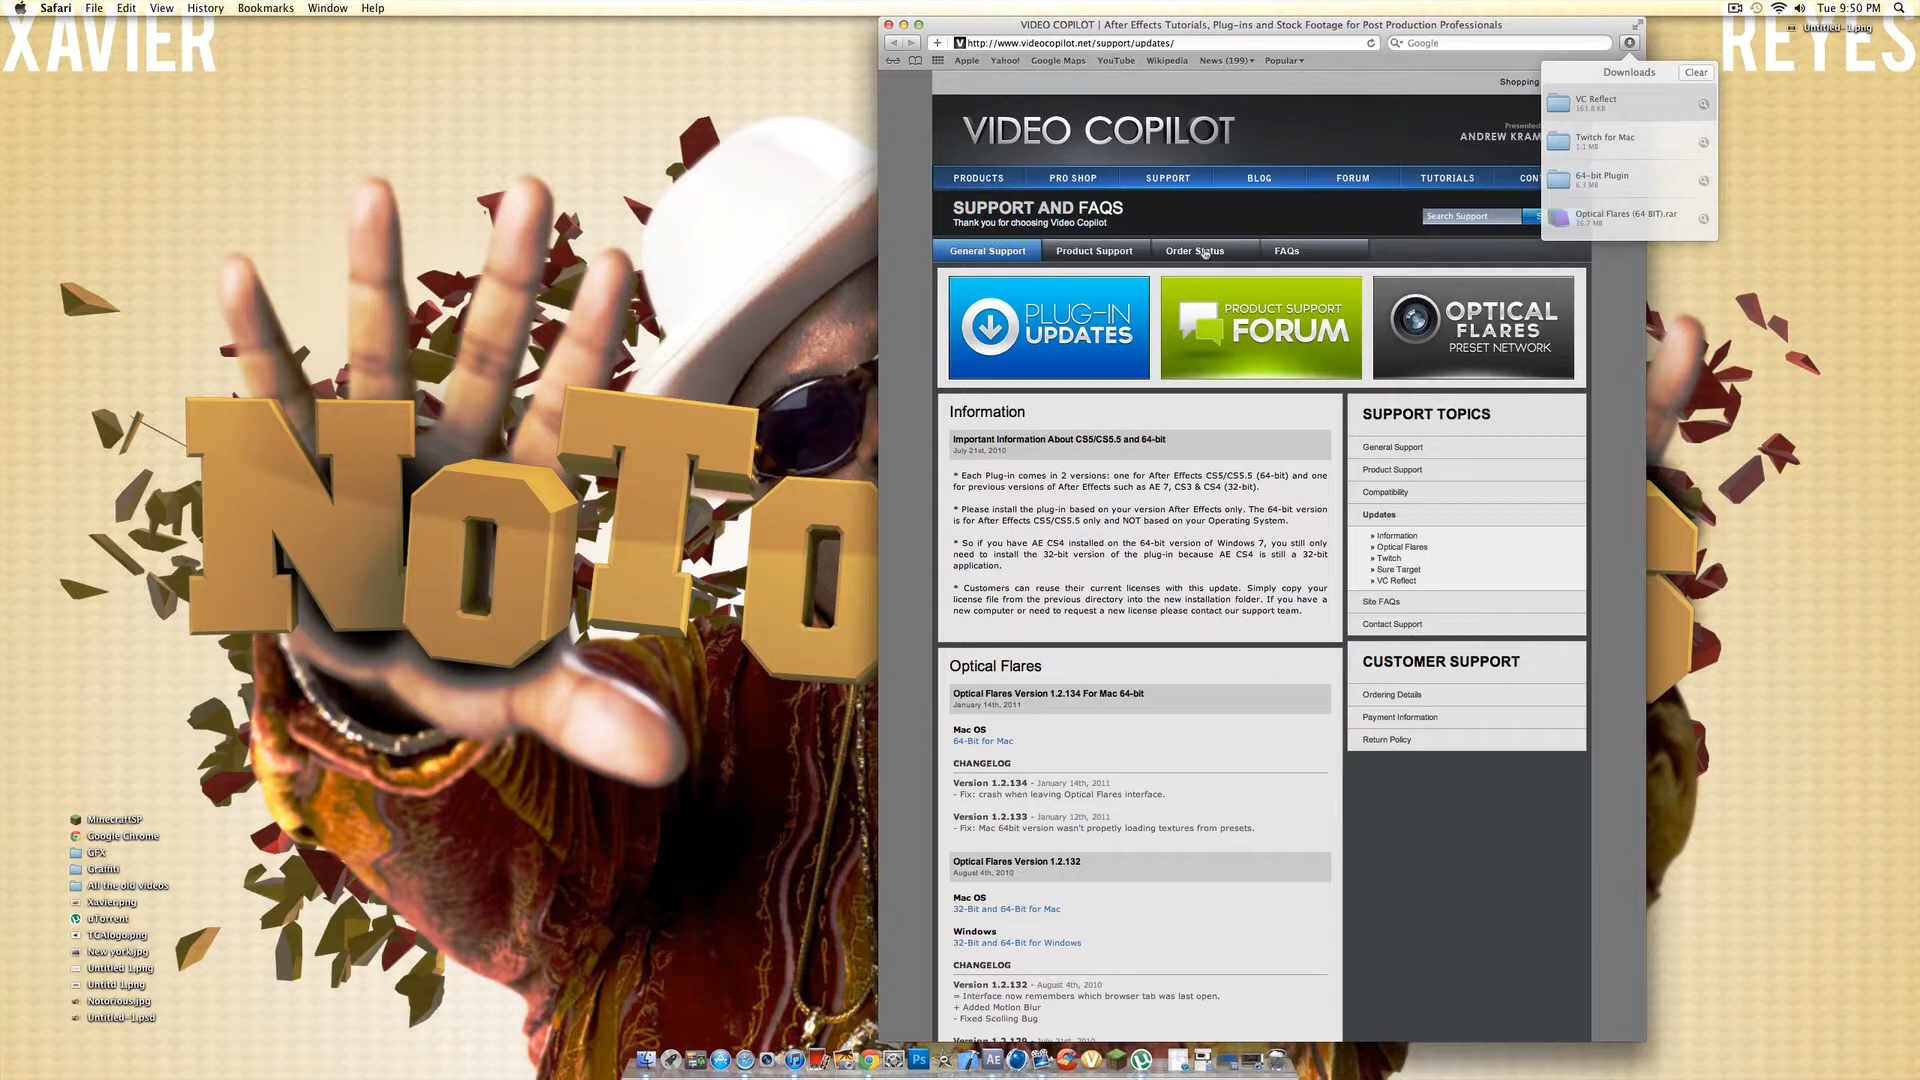 Safari File Edit View History Bookmarks Window Help
Tue 9:50 PM
XAVIER
REYES
Untitled-1.png
VIDEO COPILOT | After Effects Tutorials, Plug-ins and Stock Footage for Post Production Professionals
http://www.videocopilot.net/support/updates/
Google
Apple Yahoo! Google Maps YouTube Wikipedia News (199) Popular
Downloads
Clear
VC Reflect
163.8 KB
Twitch for Mac
1.1 MB
64-bit Plugin
6.3 MB
Optical Flares (64 BIT).rar
36.7 MB
Shopping
VIDEO COPILOT
Presented
ANDREW KRAM
PRODUCTS PRO SHOP SUPPORT BLOG FORUM TUTORIALS CON
SUPPORT AND FAQS
Thank you for choosing Video Copilot
Search Support
General Support Product Support Order Status FAQs
PLUG-IN
UPDATES
PRODUCT SUPPORT
FORUM
OPTICAL
FLARES
PRESET NETWORK
Information
Important Information About CS5/CS5.5 and 64-bit
July 21st, 2010
* Each Plug-in comes in 2 versions: one for After Effects CS5/CS5.5 (64-bit) and one
for previous versions of After Effects such as AE 7, CS3 & CS4 (32-bit).
* Please install the plug-in based on your version After Effects only. The 64-bit version
is for After Effects CS5/CS5.5 only and NOT based on your Operating System.
* So if you have AE CS4 installed on the 64-bit version of Windows 7, you still only
need to install the 32-bit version of the plug-in because AE CS4 is still a 32-bit
application.
* Customers can reuse their current licenses with this update. Simply copy your
license file from the previous directory into the new installation folder. If you have a
new computer or need to request a new license please contact our support team.
SUPPORT TOPICS
General Support
Product Support
Compatibility
Updates
» Information
» Optical Flares
» Twitch
» Sure Target
» VC Reflect
Site FAQs
Contact Support
CUSTOMER SUPPORT
Ordering Details
Payment Information
Return Policy
Optical Flares
Optical Flares Version 1.2.134 For Mac 64-bit
January 14th, 2011
Mac OS
64-Bit for Mac
CHANGELOG
Version 1.2.134 - January 14th, 2011
- Fix: crash when leaving Optical Flares interface.
Version 1.2.133 - January 12th, 2011
- Fix: Mac 64bit version wasn't propetly loading textures from presets.
Optical Flares Version 1.2.132
August 4th, 2010
Mac OS
32-Bit and 64-Bit for Mac
Windows
32-Bit and 64-Bit for Windows
CHANGELOG
Version 1.2.132 - August 4th, 2010
= Interface now remembers which browser tab was last open.
+ Added Motion Blur
- Fixed Scolling Bug
NoTo
MinecraftSP
Google Chrome
GFX
Graffiti
All the old videos
Xavier.png
uTorrent
TCAlogo.png
New york.jpg
Untitled 1.png
Untitd 1.png
Notorious.jpg
Untitled-1.psd
Ps
AE